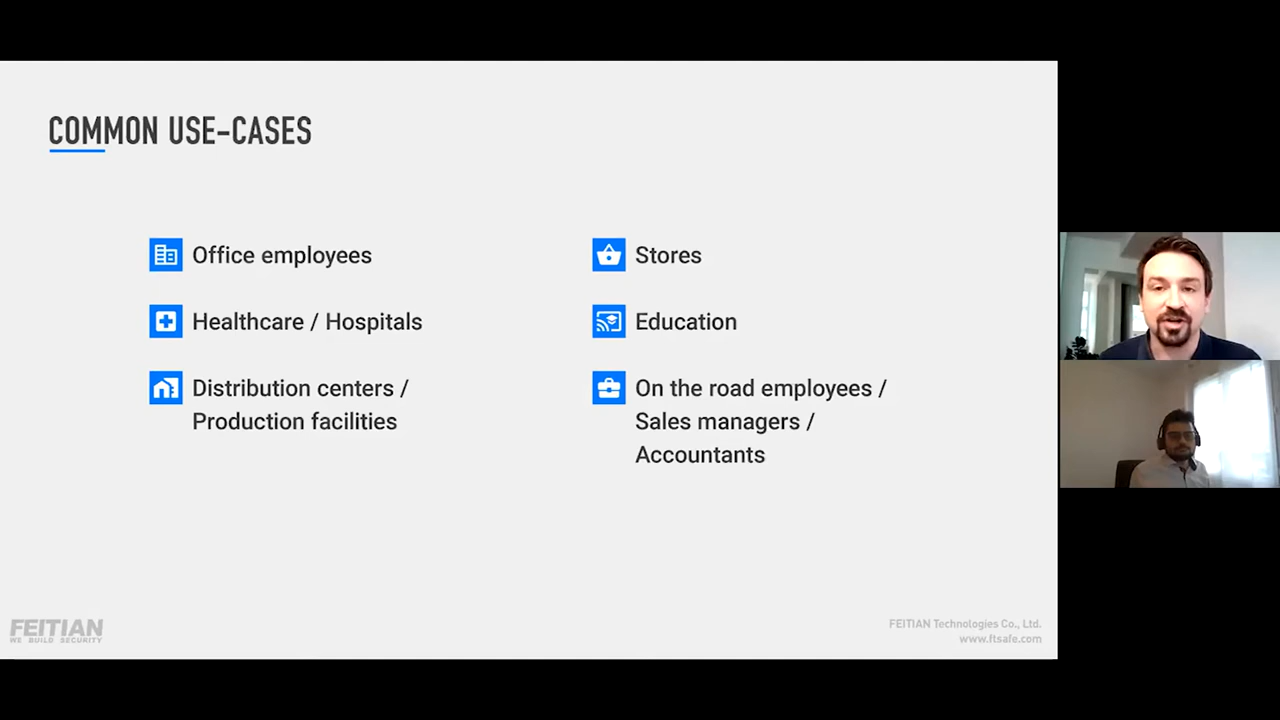 COMMON USE-CASES
Office employees
Healthcare / Hospitals
Distribution centers /
Production facilities
Stores
Education
On the road employees /
Sales managers /
Accountants
FEITIAN
WE BUILD SECURITY
FEITIAN Technologies Co., Ltd.
www.ftsafe.com